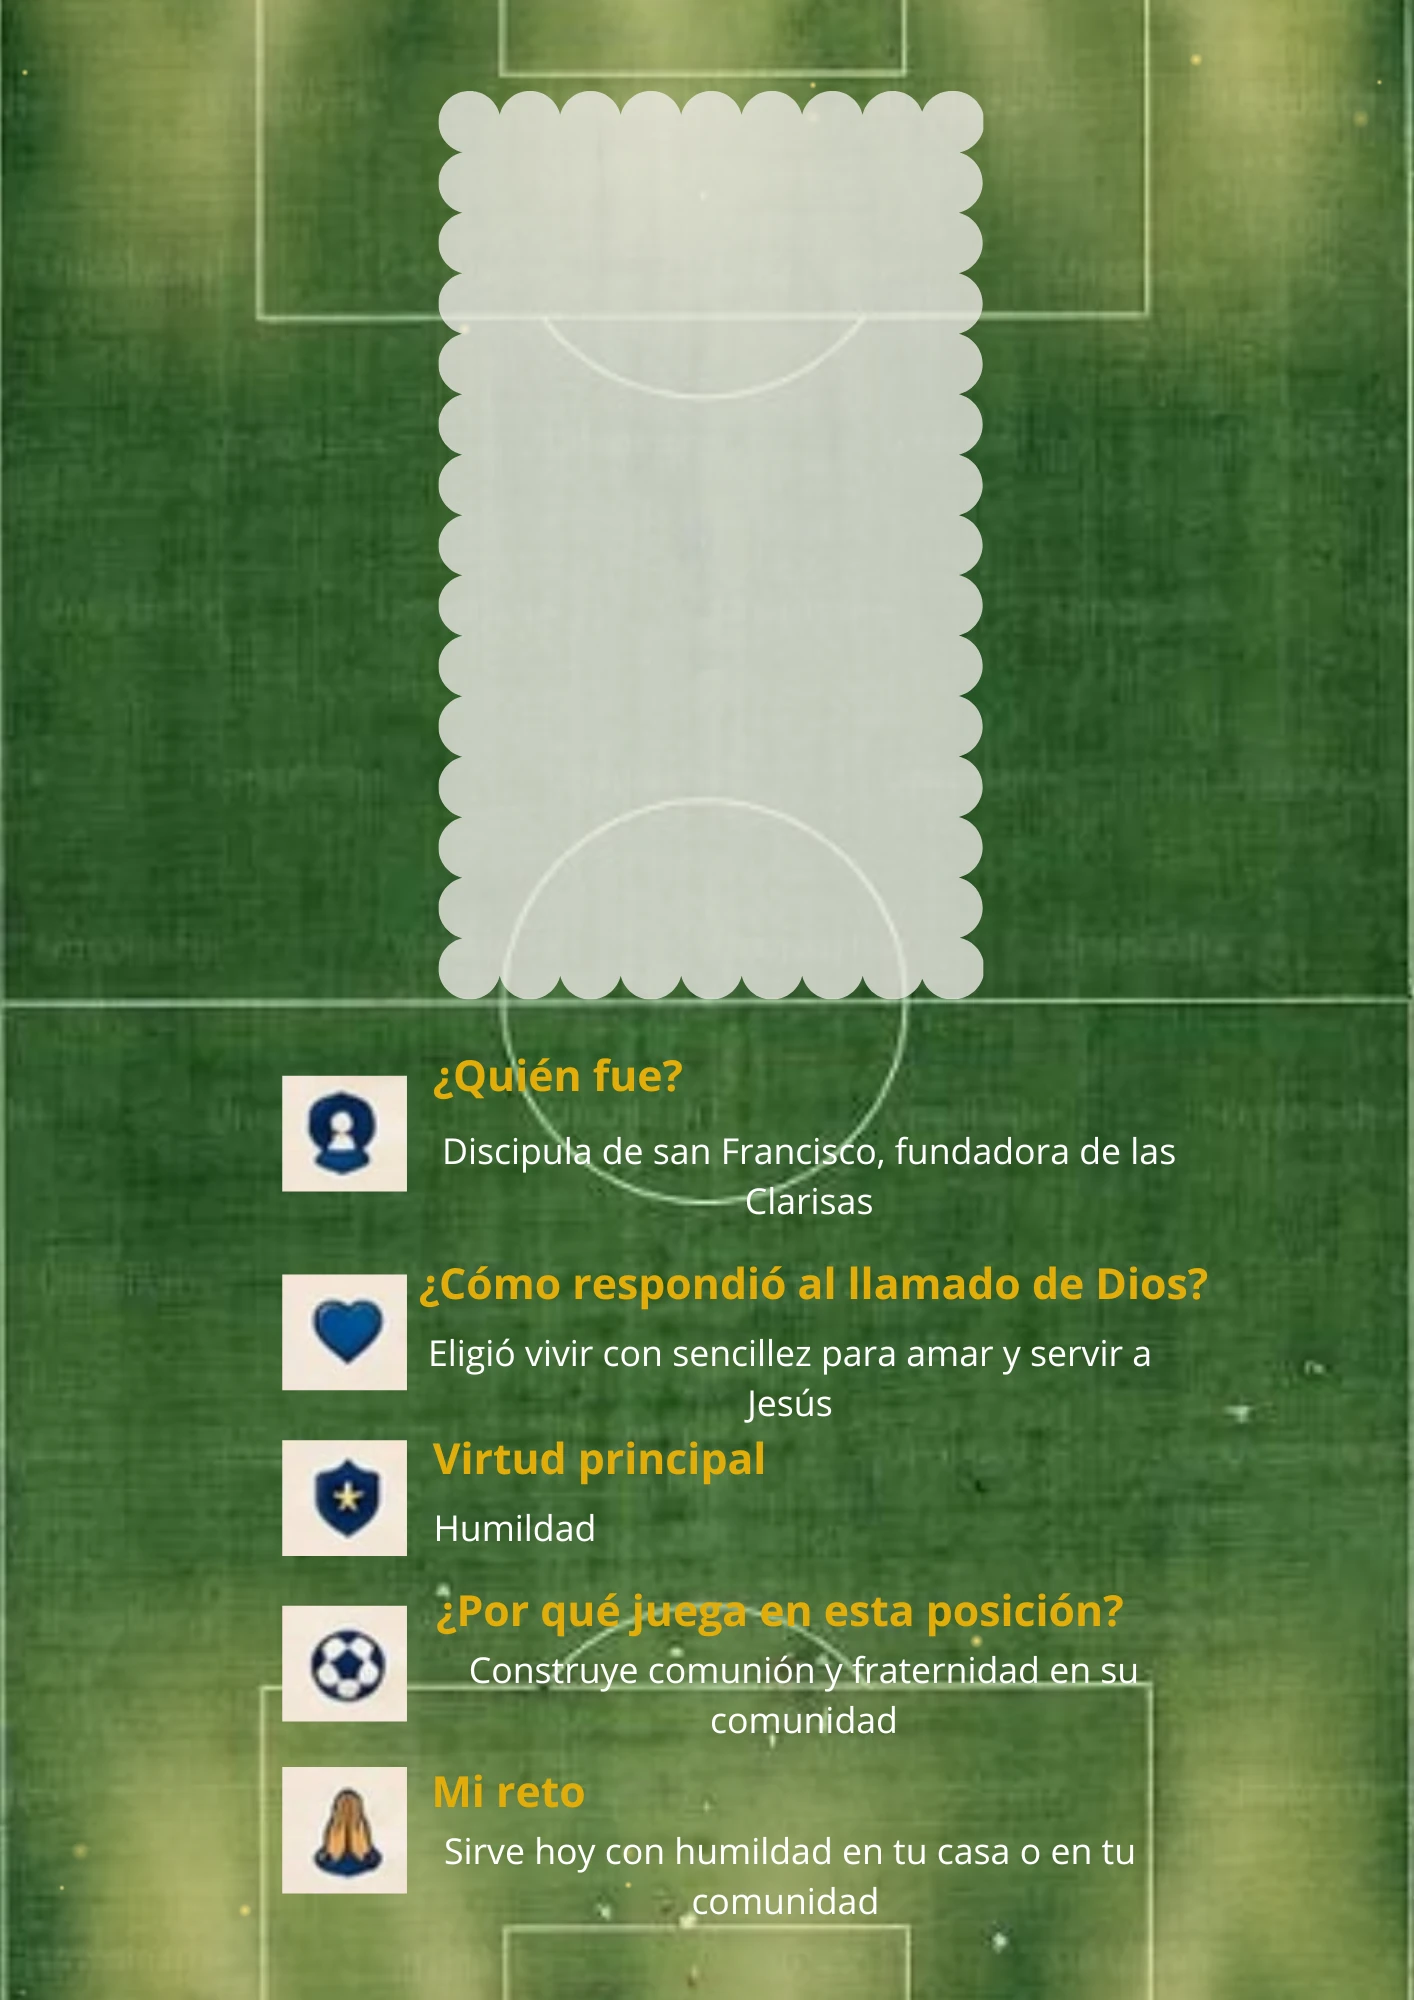 ¿Quién fue?
Discipula de san Francisco, fundadora de las
Clarisas
¿Cómo respondió al llamado de Dios?
Eligió vivir con sencillez para amar y servir a
Jesús
Virtud principal
Humildad
¿Por qué juega en esta posición?
Construye comunión y fraternidad en su
comunidad
Mi reto
Sirve hoy con humildad en tu casa o en tu
comunidad